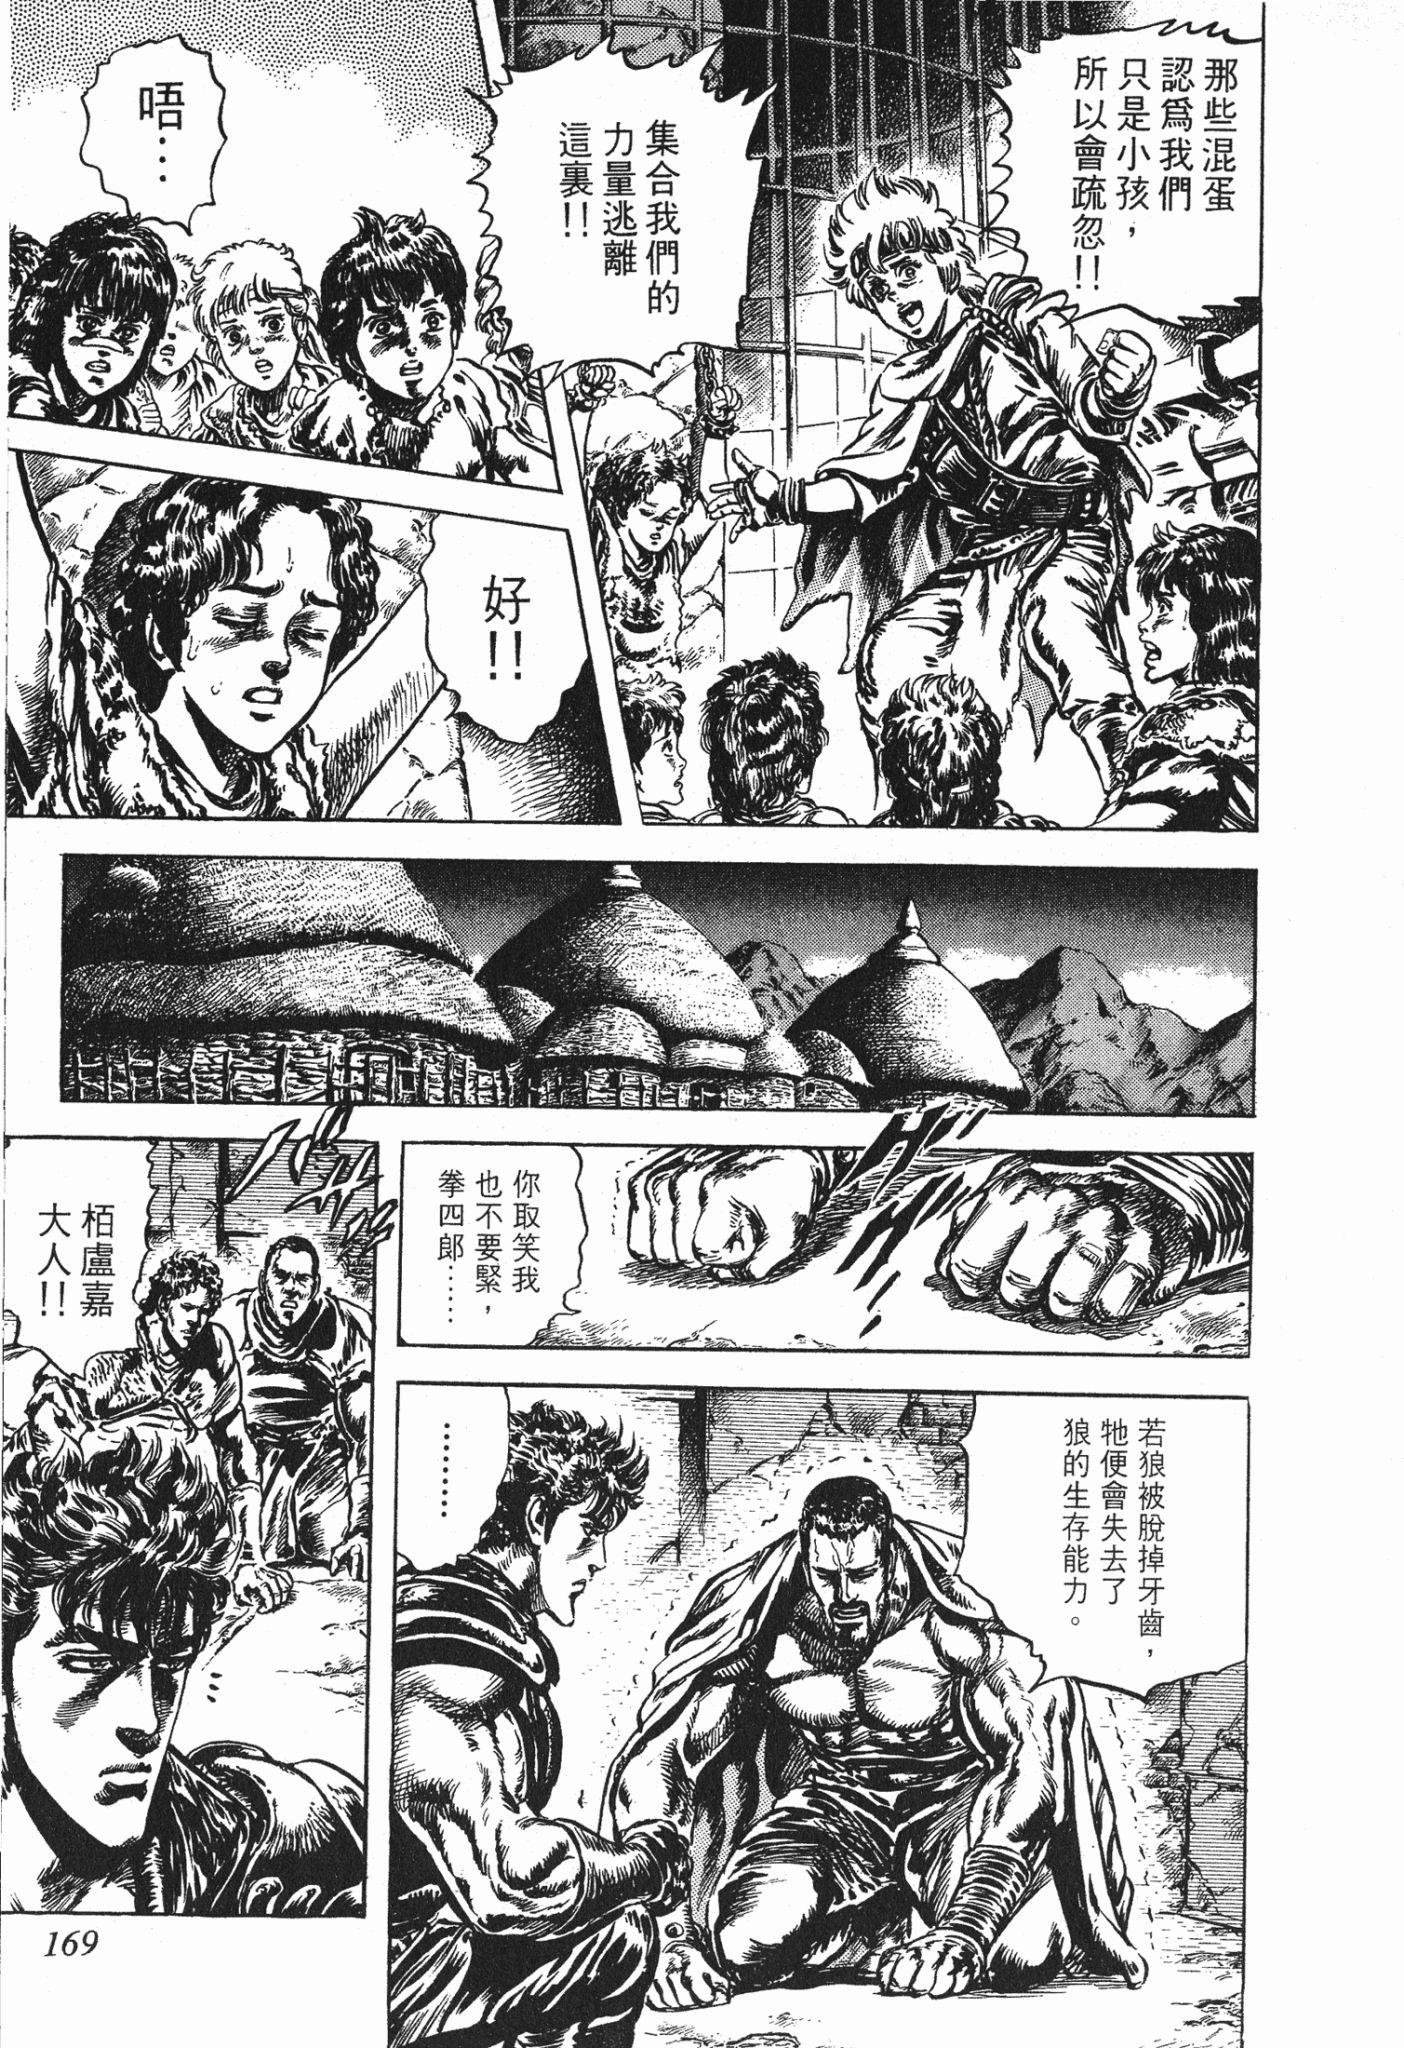 那些混蛋
認爲我們
只是小孩，
所以會疏忽!!
集合我們的
力量逃離
這裏!!
唔…
好!!
你取笑我
也不要緊，
拳四郎……
若狼被脫掉牙齒，
牠便會失去了
狼的生存能力。
………
栢盧嘉
大人!!
169